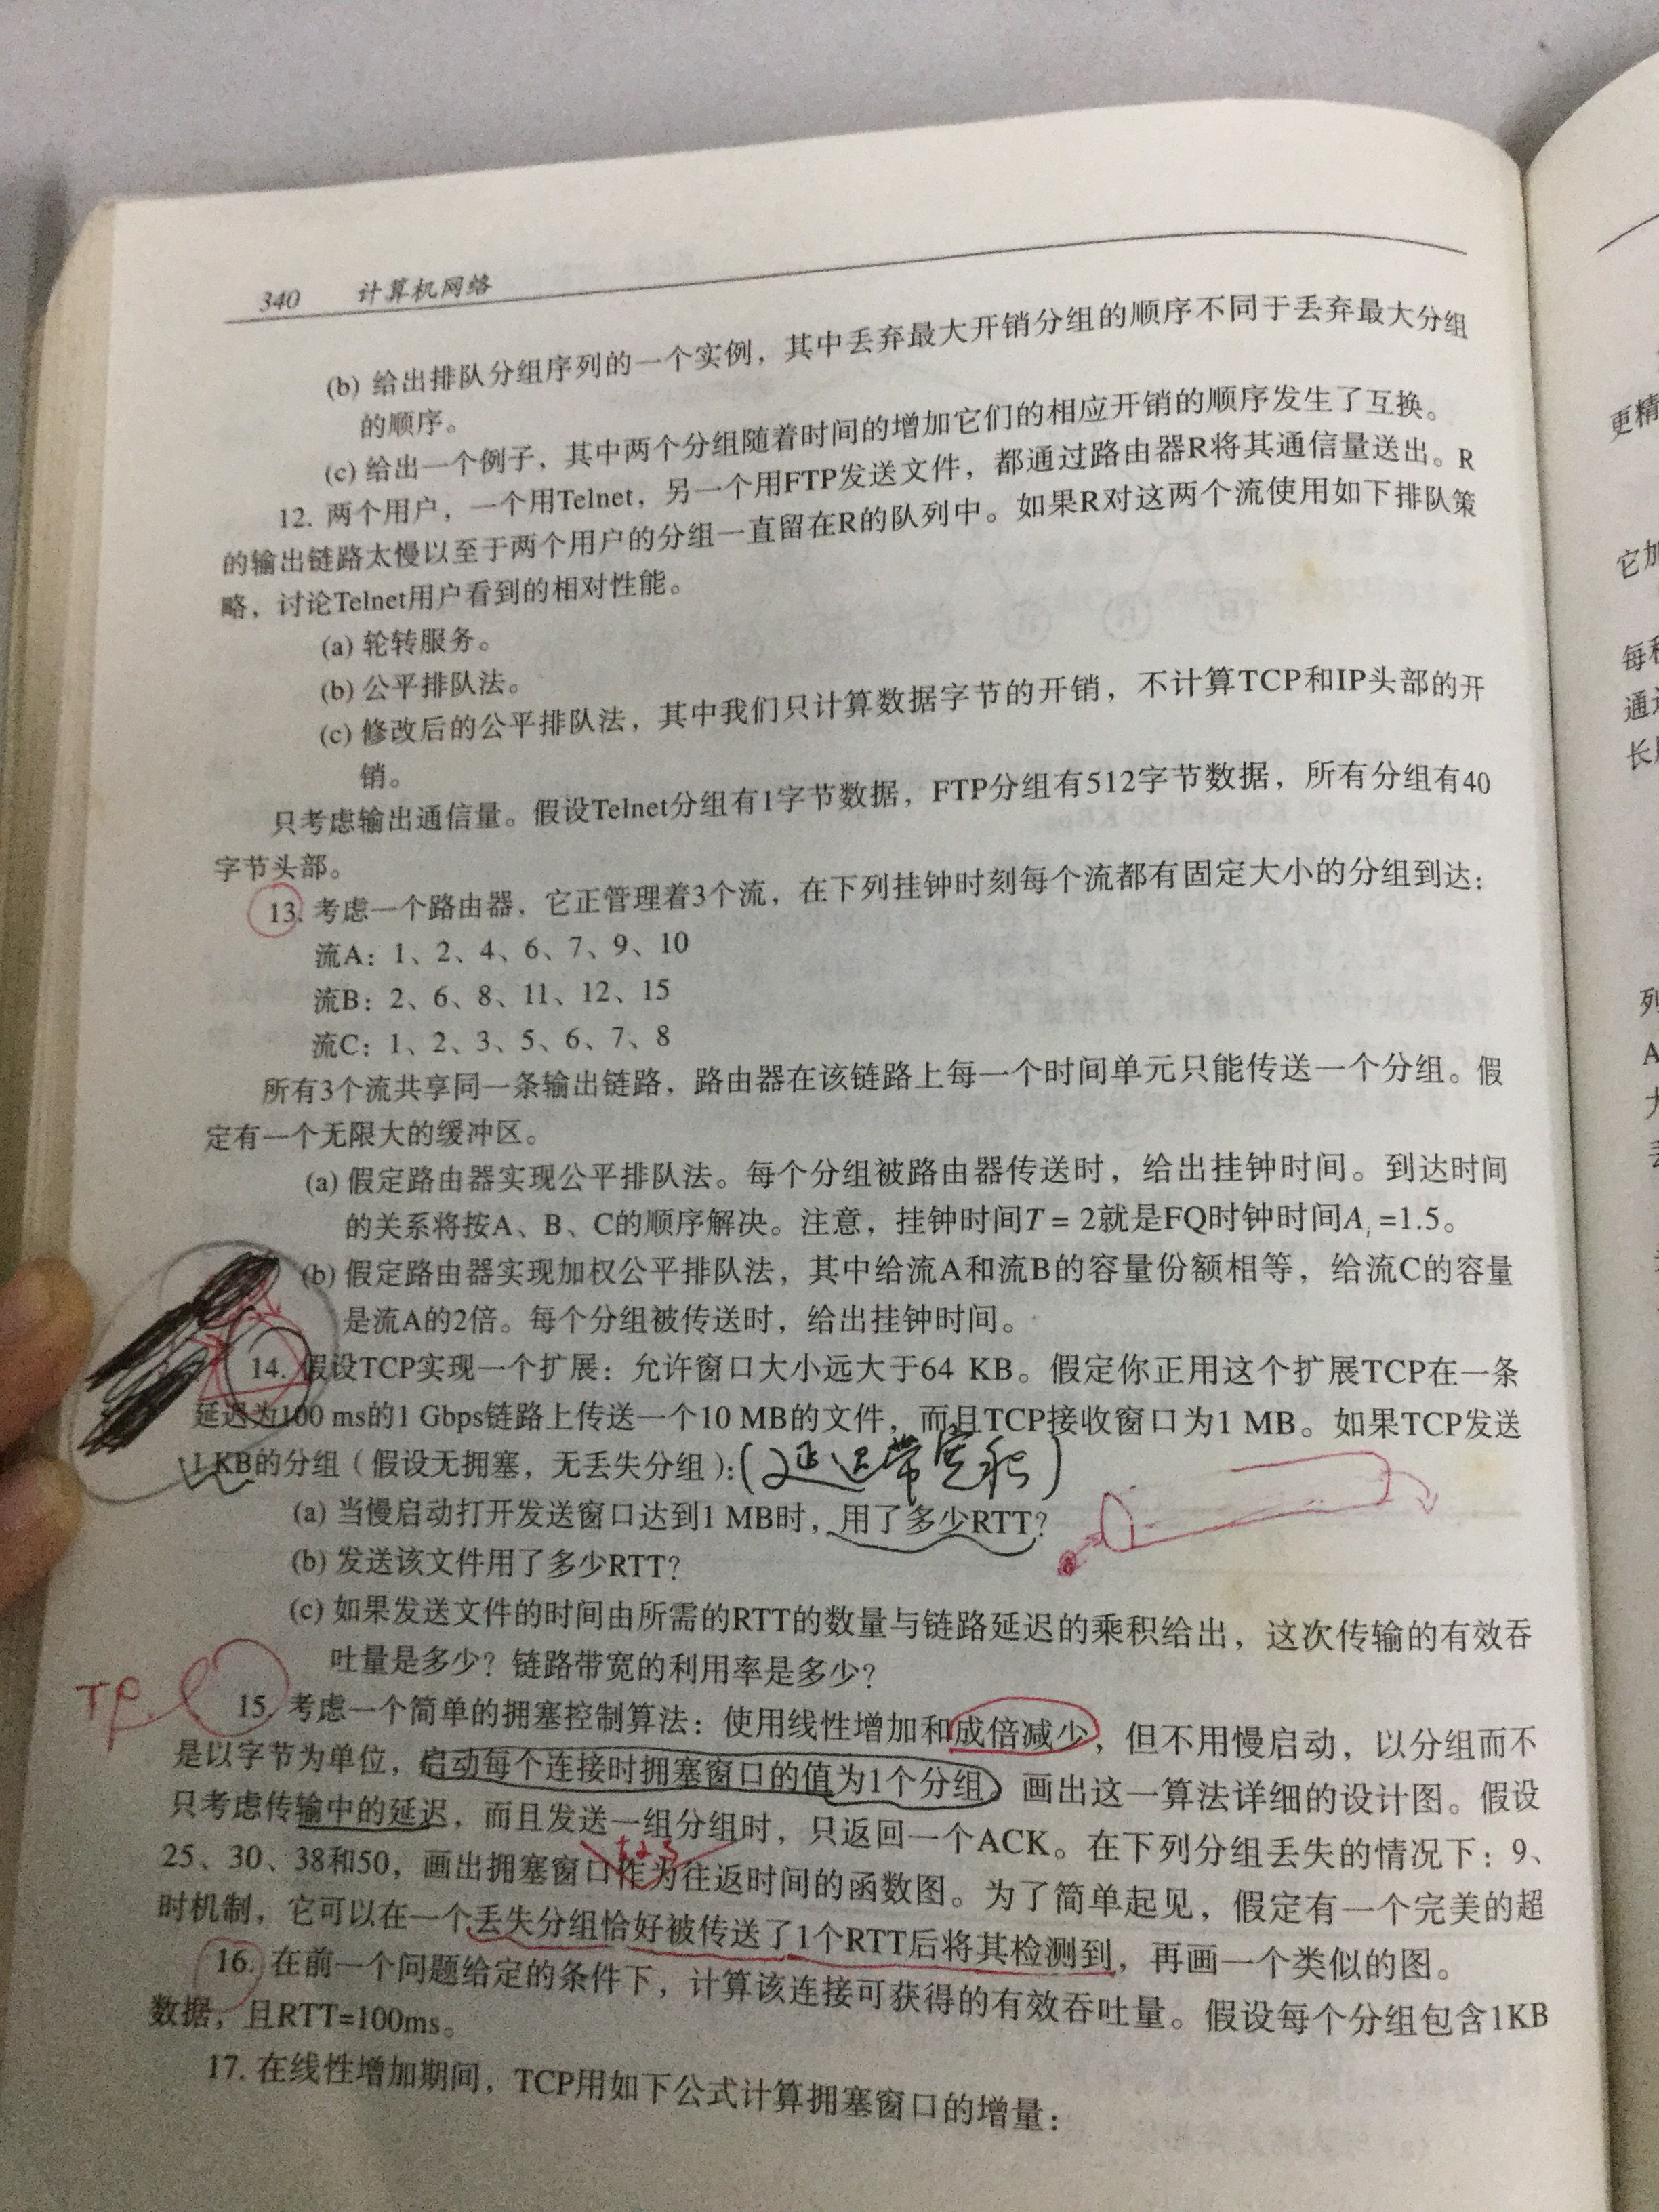 340 计算机网络
(b) 给出排队分组序列的一个实例，其中丢弃最大开销分组的顺序不同于丢弃最大分组
的顺序。
(c) 给出一个例子，其中两个分组随着时间的增加它们的相应开销的顺序发生了互换。
12. 两个用户，一个用Telnet，另一个用FTP发送文件，都通过路由器R将其通信量送出。R
的输出链路太慢以至于两个用户的分组一直留在R的队列中。如果R对这两个流使用如下排队策
略，讨论Telnet用户看到的相对性能。
(a) 轮转服务。
(b) 公平排队法。
(c) 修改后的公平排队法，其中我们只计算数据字节的开销，不计算TCP和IP头部的开
销。
只考虑输出通信量。假设Telnet分组有1字节数据，FTP分组有512字节数据，所有分组有40
字节头部。
13. 考虑一个路由器，它正管理着3个流，在下列挂钟时刻每个流都有固定大小的分组到达：
流A：1、2、4、6、7、9、10
流B：2、6、8、11、12、15
流C：1、2、3、5、6、7、8
所有3个流共享同一条输出链路，路由器在该链路上每一个时间单元只能传送一个分组。假
定有一个无限大的缓冲区。
(a) 假定路由器实现公平排队法。每个分组被路由器传送时，给出挂钟时间。到达时间
的关系将按A、B、C的顺序解决。注意，挂钟时间T = 2就是FQ时钟时间Ai =1.5。
(b) 假定路由器实现加权公平排队法，其中给流A和流B的容量份额相等，给流C的容量
是流A的2倍。每个分组被传送时，给出挂钟时间。
14. 假设TCP实现一个扩展：允许窗口大小远大于64 KB。假定你正用这个扩展TCP在一条
延迟为100 ms的1 Gbps链路上传送一个10 MB的文件，而且TCP接收窗口为1 MB。如果TCP发送
1 KB的分组（假设无拥塞，无丢失分组）：(延迟带宽积)
(a) 当慢启动打开发送窗口达到1 MB时，用了多少RTT？
(b) 发送该文件用了多少RTT？
(c) 如果发送文件的时间由所需的RTT的数量与链路延迟的乘积给出，这次传输的有效吞
吐量是多少？链路带宽的利用率是多少？
15. 考虑一个简单的拥塞控制算法：使用线性增加和成倍减少，但不用慢启动，以分组而不
是以字节为单位，启动每个连接时拥塞窗口的值为1个分组。画出这一算法详细的设计图。假设
只考虑传输中的延迟，而且发送一组分组时，只返回一个ACK。在下列分组丢失的情况下：9、
25、30、38和50，画出拥塞窗口作为往返时间的函数图。为了简单起见，假定有一个完美的超
时机制，它可以在一个丢失分组恰好被传送了1个RTT后将其检测到，再画一个类似的图。
16. 在前一个问题给定的条件下，计算该连接可获得的有效吞吐量。假设每个分组包含1KB
数据，且RTT=100ms。
17. 在线性增加期间，TCP用如下公式计算拥塞窗口的增量：
更精
它加
每种
通过